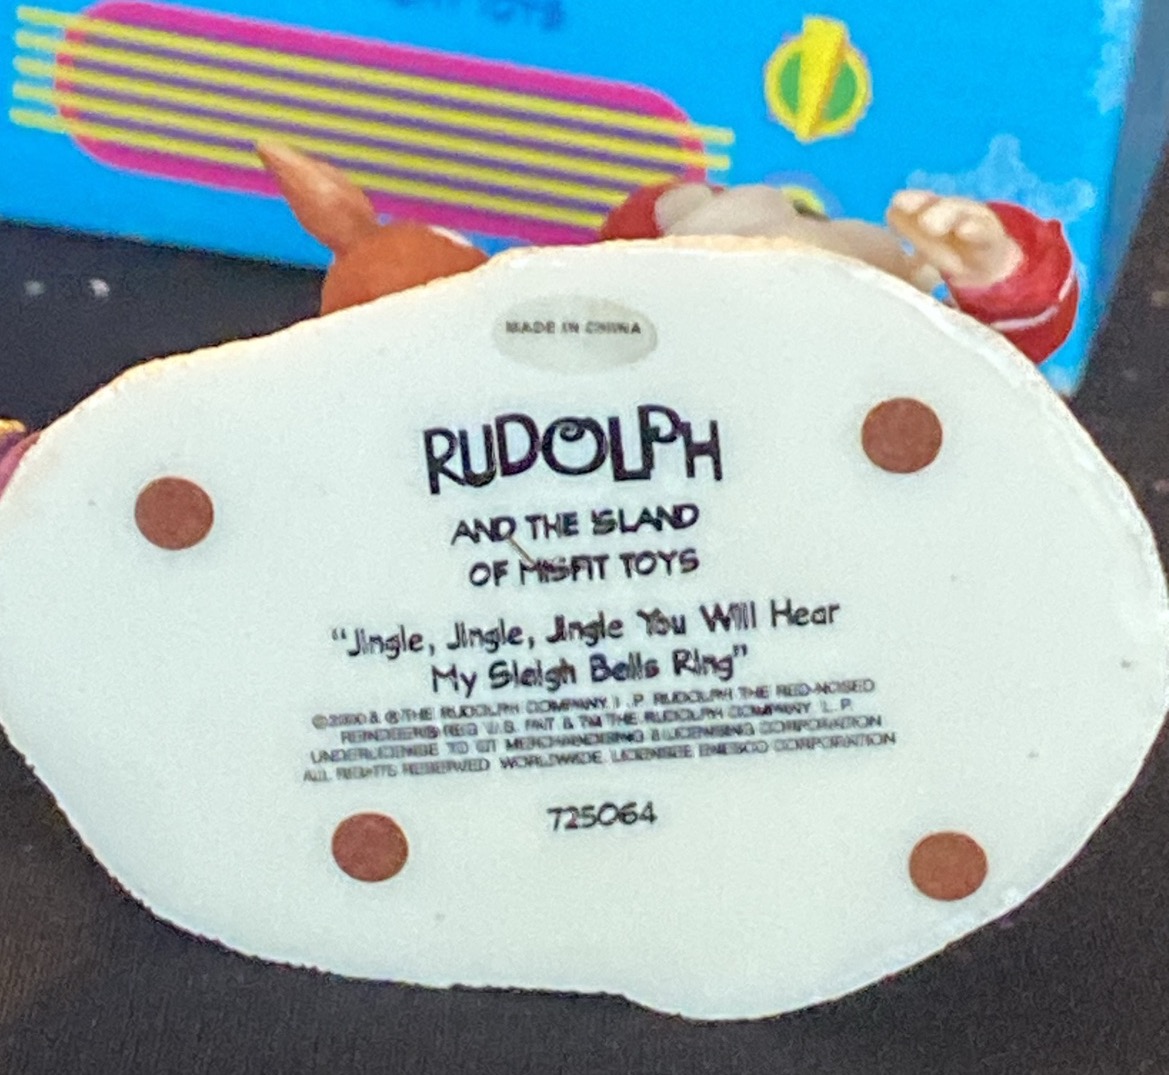 TOYS
MADE IN CHINA
RUDOLPH
AND THE ISLAND
OF MISFIT TOYS
“Jingle, Jingle, Jingle You Will Hear
My Sleigh Bells Ring”
& ® THE RUDOLPH COMPANY, L. P. RUDOLPH THE RED-NOSED
REINDEER® REG U.S. PAT & TM THE RUDOLPH COMPANY, L. P.
UNDER LICENSE TO GT MERCHANDISING & LICENSING CORPORATION
ALL RIGHTS RESERVED WORLDWIDE. LICENSEE ENESCO CORPORATION
725064